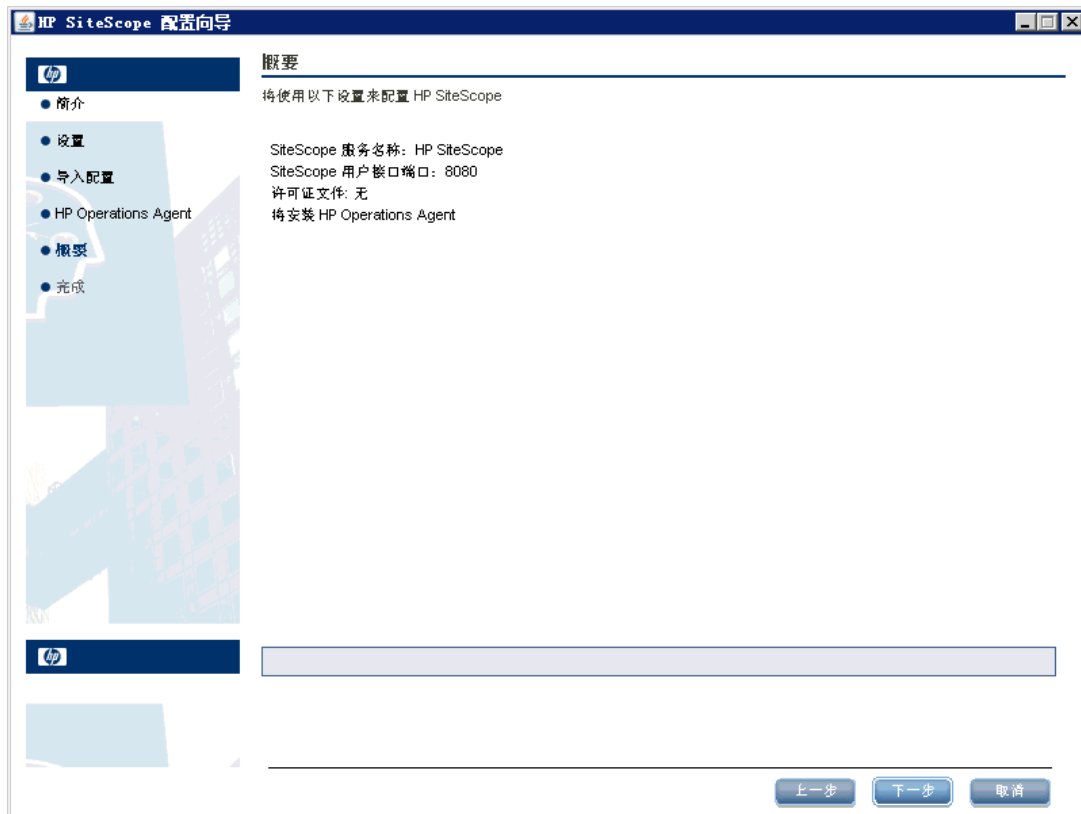 HP SiteScope 配置向导
hp
简介
设置
导入配置
HP Operations Agent
概要
完成
概要
将使用以下设置来配置 HP SiteScope
SiteScope 服务名称: HP SiteScope
SiteScope 用户接口端口: 8080
许可证文件: 无
将安装 HP Operations Agent
hp
上一步
下一步
取消